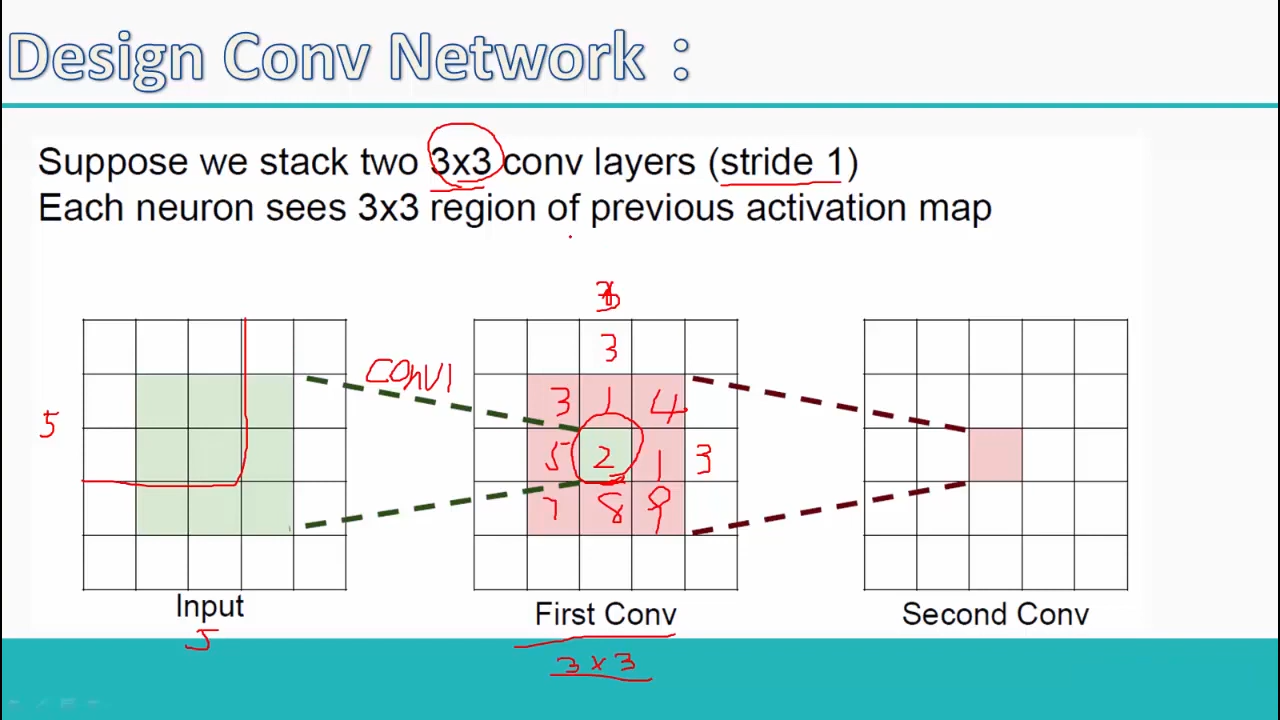 Design Conv Network：
Suppose we stack two 3x3 conv layers (stride 1)
Each neuron sees 3x3 region of previous activation map
3
CONV1
3 1 4
5
5 2 1 3
7 8 9
Input
First Conv
Second Conv
5
3 x 3